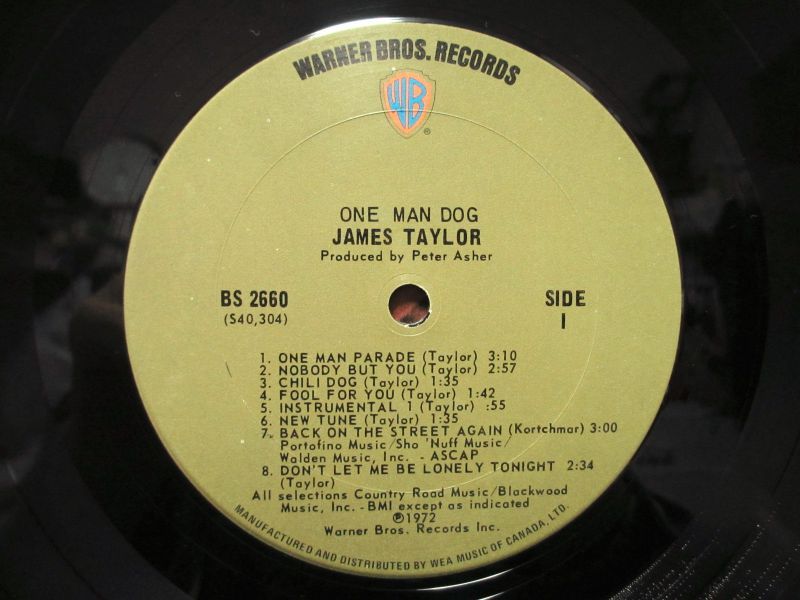 WARNER BROS. RECORDS
WB
®
ONE MAN DOG
JAMES TAYLOR
Produced by Peter Asher
BS 2660
(S40,304)
SIDE
1
1. ONE MAN PARADE (Taylor) 3:10
2. NOBODY BUT YOU (Taylor) 2:57
3. CHILI DOG (Taylor) 1:35
4. FOOL FOR YOU (Taylor) 1:42
5. INSTRUMENTAL 1 (Taylor) :55
6. NEW TUNE (Taylor) 1:35
7. BACK ON THE STREET AGAIN (Kortchmar) 3:00
Portofino Music/Sho 'Nuff Music/
Walden Music, Inc. - ASCAP
8. DON'T LET ME BE LONELY TONIGHT 2:34
(Taylor)
All selections Country Road Music/Blackwood
Music, Inc. - BMI except as indicated
℗1972
Warner Bros. Records Inc.
MANUFACTURED AND DISTRIBUTED BY WEA MUSIC OF CANADA, LTD.